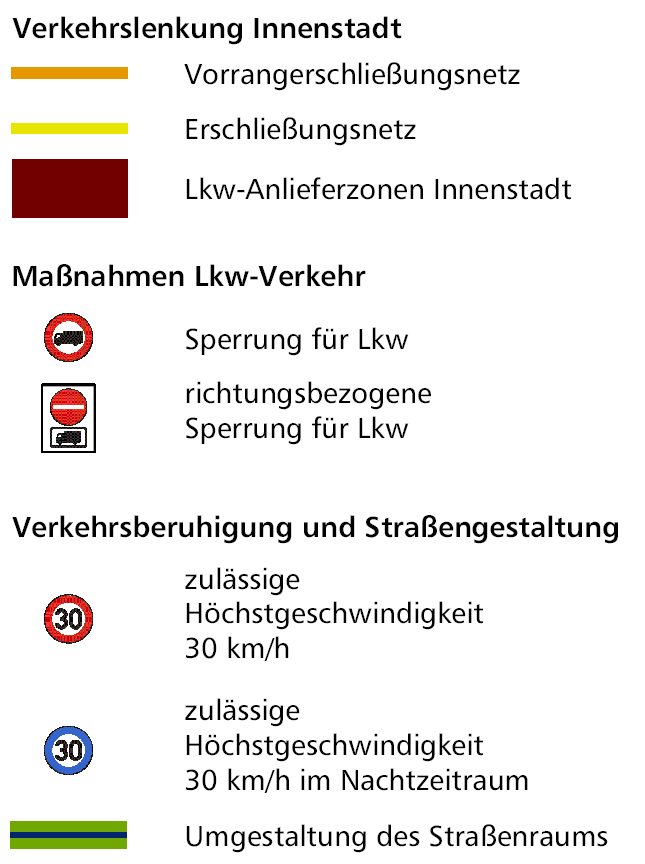 Verkehrslenkung Innenstadt
Vorrangerschließungsnetz
Erschließungsnetz
Lkw-Anlieferzonen Innenstadt
Maßnahmen Lkw-Verkehr
Sperrung für Lkw
richtungsbezogene
Sperrung für Lkw
Verkehrsberuhigung und Straßengestaltung
zulässige
Höchstgeschwindigkeit
30 km/h
30
zulässige
Höchstgeschwindigkeit
30 km/h im Nachtzeitraum
30
Umgestaltung des Straßenraums